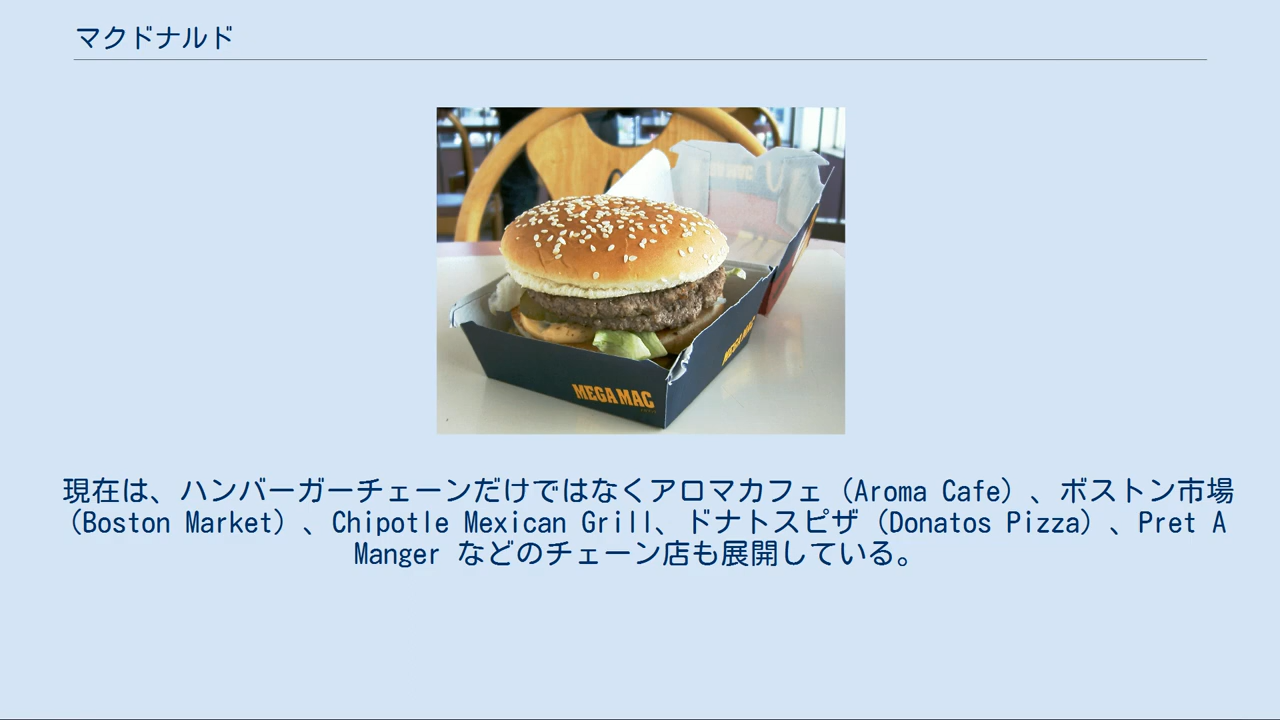 マクドナルド
MEGA MAC
MEGA MAC
現在は、ハンバーガーチェーンだけではなくアロマカフェ（Aroma Cafe）、ボストン市場
（Boston Market）、Chipotle Mexican Grill、ドナトスピザ（Donatos Pizza）、Pret A
Manger などのチェーン店も展開している。